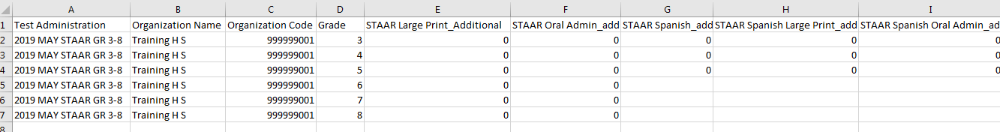 A B C D E F G H I
1 Test Administration Organization Name Organization Code Grade STAAR Large Print_Additional STAAR Oral Admin_add STAAR Spanish_add STAAR Spanish Large Print_add STAAR Spanish Oral Admin_ad
2 2019 MAY STAAR GR 3-8 Training H S 999999001 3 0 0 0 0 0
3 2019 MAY STAAR GR 3-8 Training H S 999999001 4 0 0 0 0 0
4 2019 MAY STAAR GR 3-8 Training H S 999999001 5 0 0 0 0 0
5 2019 MAY STAAR GR 3-8 Training H S 999999001 6 0 0
6 2019 MAY STAAR GR 3-8 Training H S 999999001 7 0 0
7 2019 MAY STAAR GR 3-8 Training H S 999999001 8 0 0
8